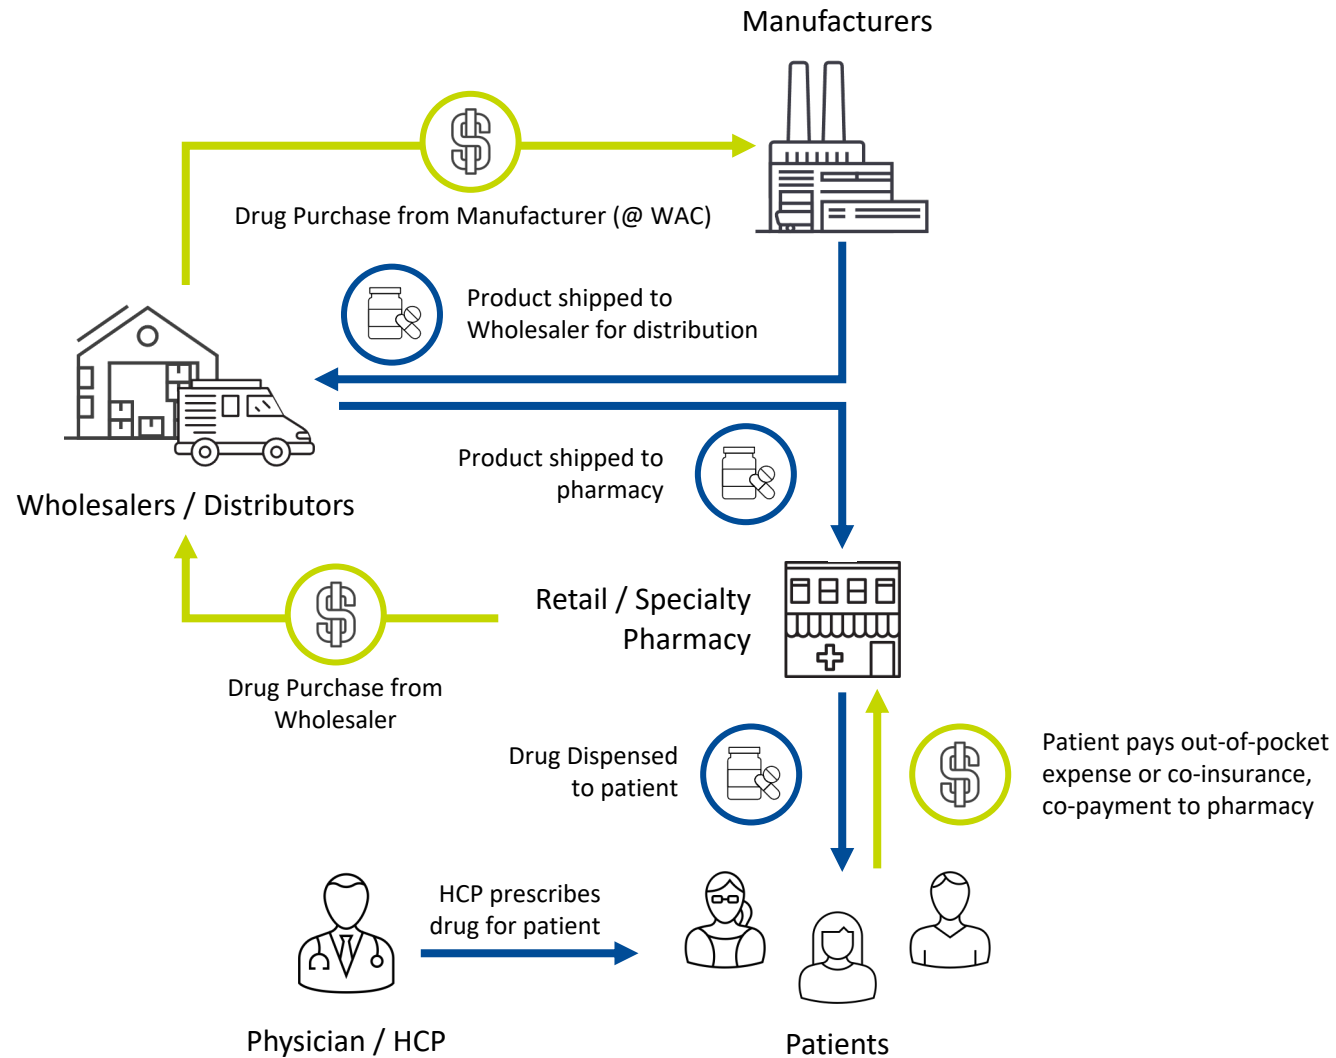 Manufacturers
Drug Purchase from Manufacturer (@ WAC)
Product shipped to
Wholesaler for distribution
Product shipped to
pharmacy
Wholesalers / Distributors
Retail / Specialty
Pharmacy
Drug Purchase from
Wholesaler
Drug Dispensed
to patient
Patient pays out-of-pocket
expense or co-insurance,
co-payment to pharmacy
HCP prescribes
drug for patient
Physician / HCP
Patients